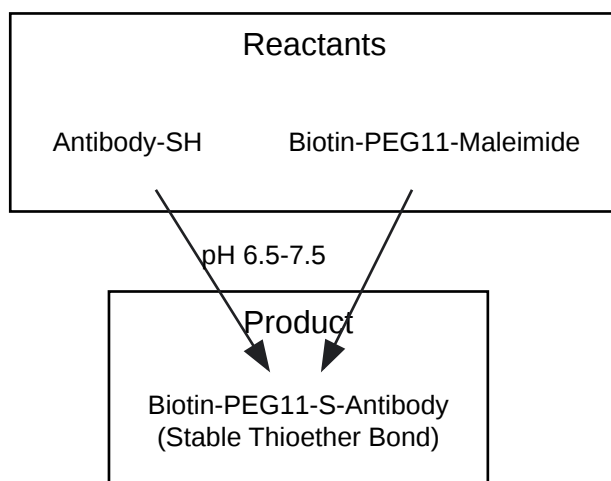 Reactants
Antibody-SH
Biotin-PEG11-Maleimide
pH 6.5-7.5
Product
Biotin-PEG11-S-Antibody
(Stable Thioether Bond)